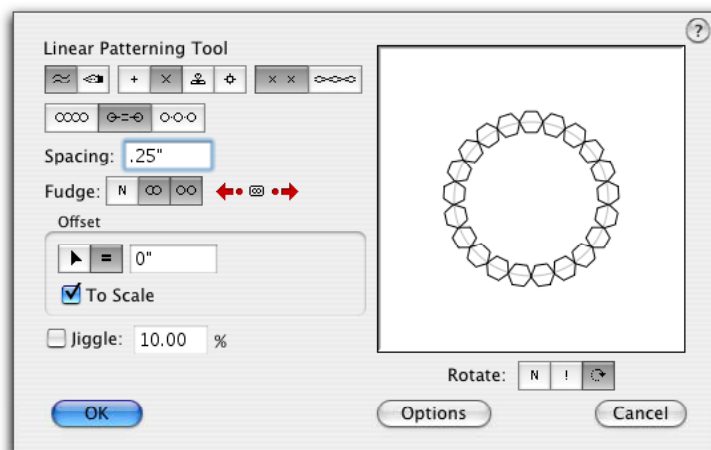 ?
Linear Patterning Tool
Spacing: .25"
Fudge: N
Offset
= 0"
To Scale
Jiggle: 10.00 %
Rotate: N !
OK Options Cancel